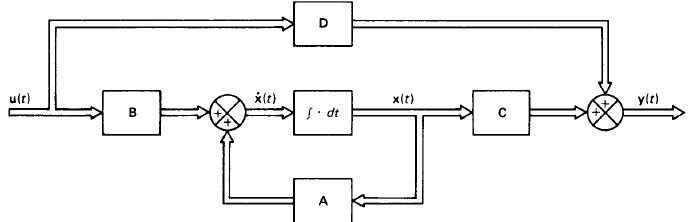 D
u(t) B + + ẋ(t) ∫ · dt x(t) C + + y(t)
A